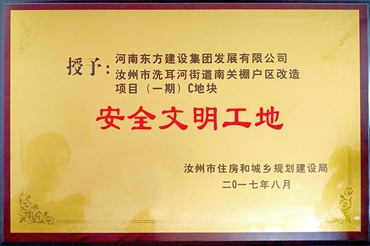 授予：河南东方建设集团发展有限公司
汝州市洗耳河街道南关棚户区改造
项目（一期）C地块
安全文明工地
汝州市住房和城乡规划建设局
二〇一七年八月